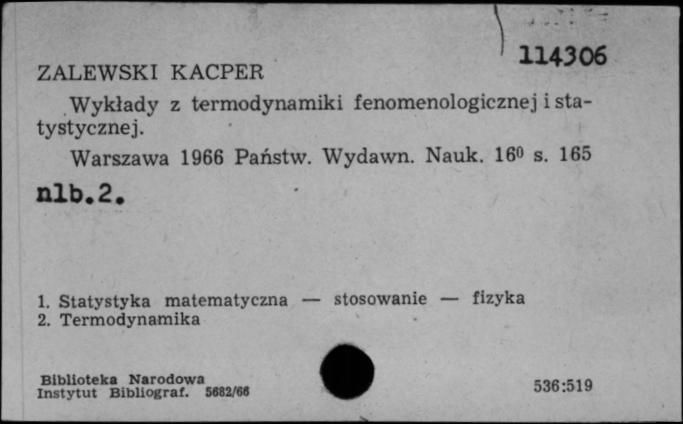 114306
ZALEWSKI KACPER
Wykłady z termodynamiki fenomenologicznej i sta-
tystycznej.
Warszawa 1966 Państw. Wydawn. Nauk. 16⁰ s. 165
nlb. 2.
1. Statystyka matematyczna — stosowanie — fizyka
2. Termodynamika
Biblioteka Narodowa
Instytut Bibliograf. 5682/66
536:519